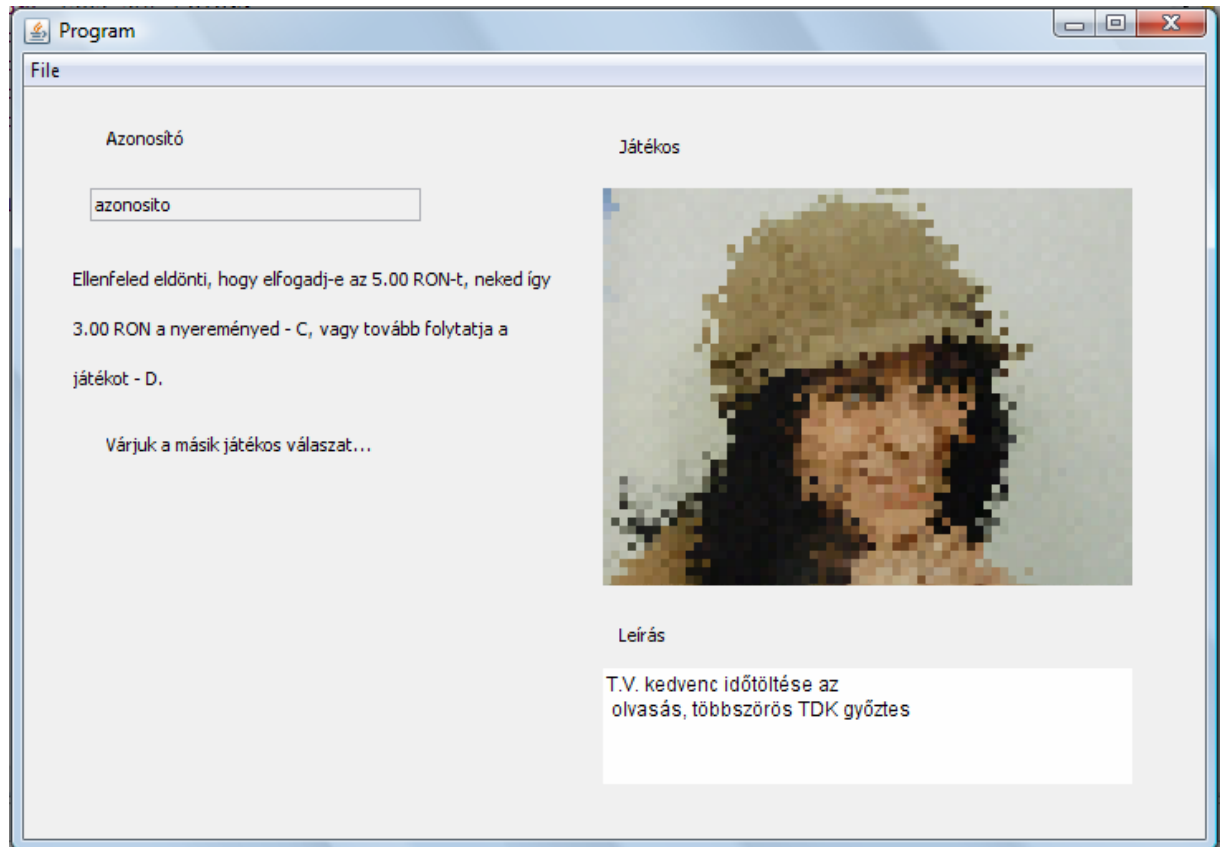 Program
File
Azonosító
azonosito
Ellenfeled eldönti, hogy elfogadj-e az 5.00 RON-t, neked így
3.00 RON a nyereményed - C, vagy tovább folytatja a
játékot - D.
Várjuk a másik játékos válaszat...
Játékos
Leírás
T.V. kedvenc időtöltése az
olvasás, többszörös TDK győztes